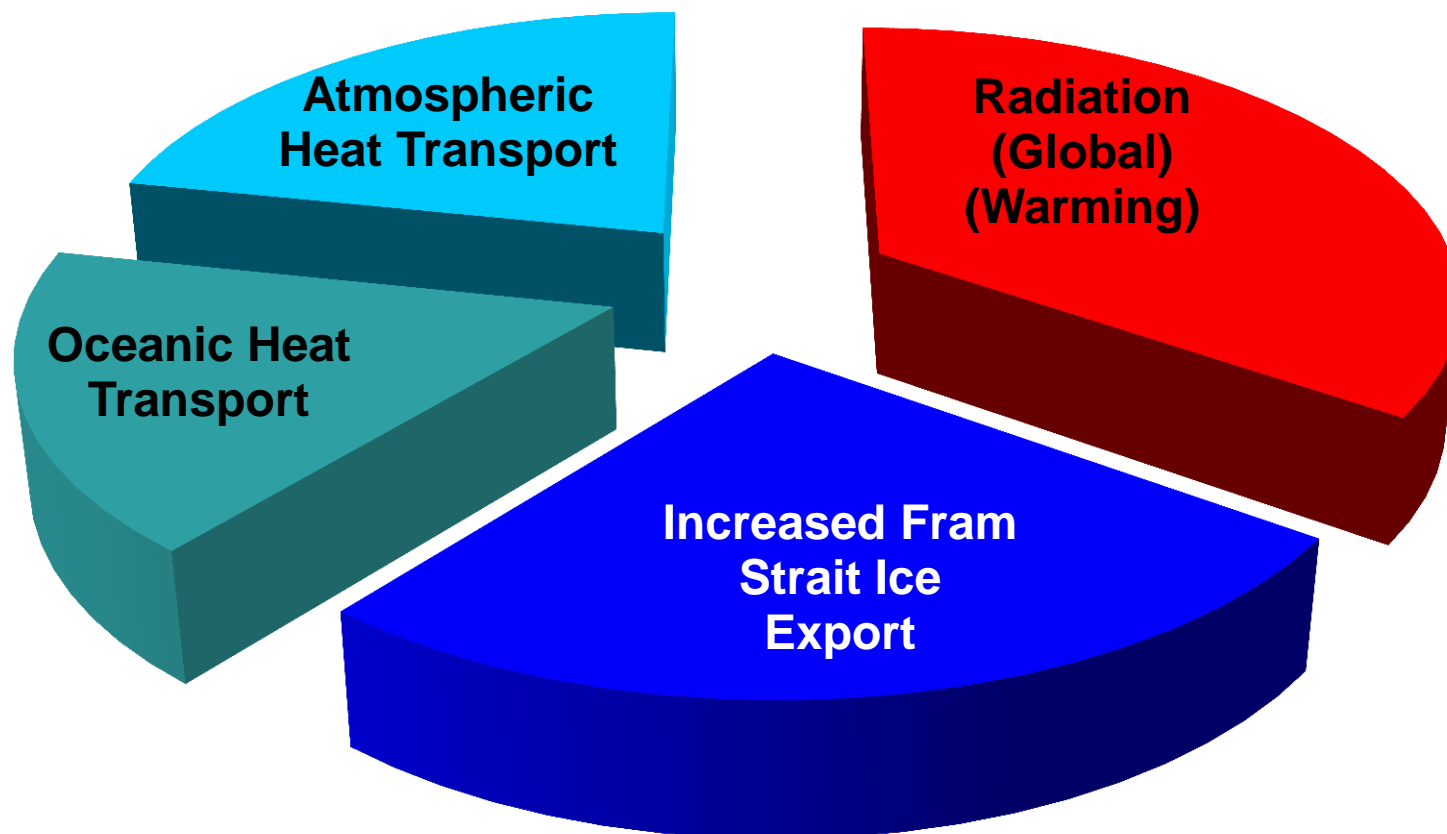 Atmospheric
Heat Transport
Radiation
(Global)
(Warming)
Oceanic Heat
Transport
Increased Fram
Strait Ice
Export